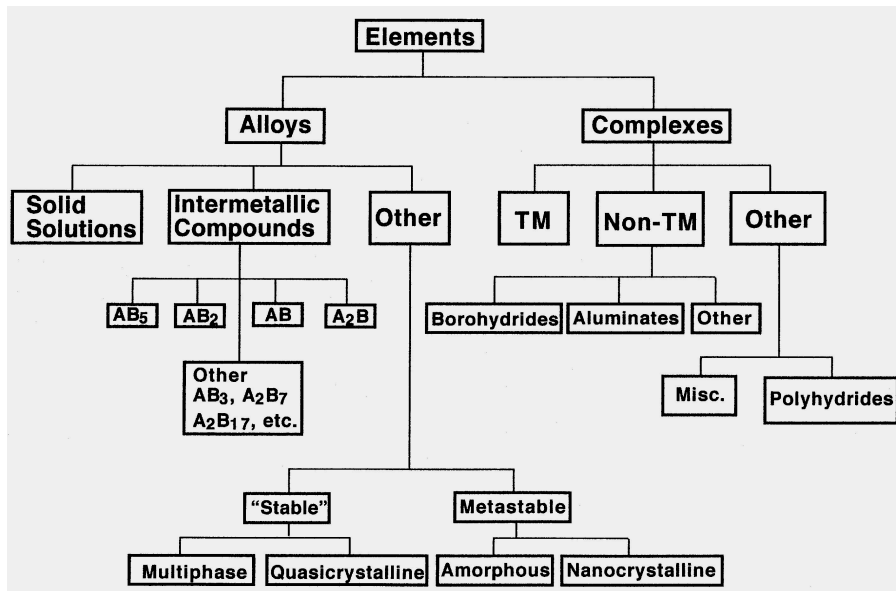 Elements
Alloys
Complexes
Solid
Solutions
Intermetallic
Compounds
Other
TM
Non-TM
Other
AB5
AB2
AB
A2B
Borohydrides
Aluminates
Other
Other
AB3, A2B7
A2B17, etc.
Misc.
Polyhydrides
“Stable”
Metastable
Multiphase
Quasicrystalline
Amorphous
Nanocrystalline